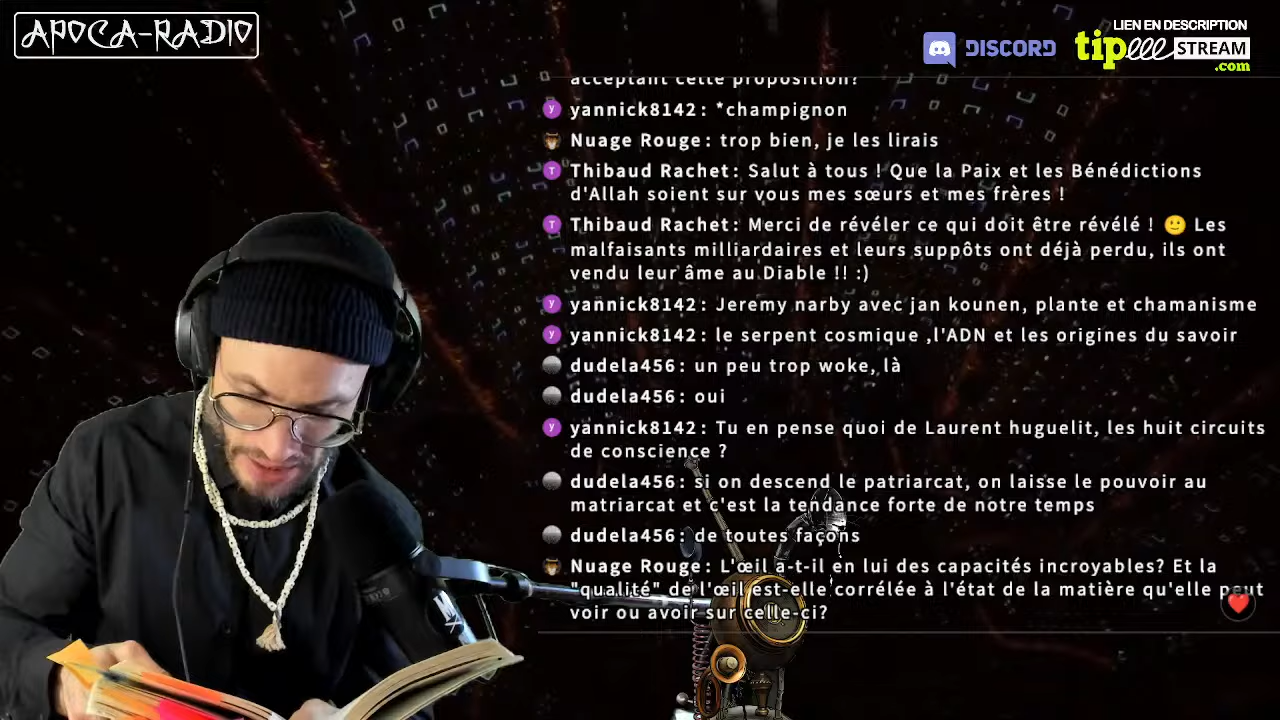 APOCA-RADIO
LIEN EN DESCRIPTION
DISCORD
tipeee STREAM
.com
acceptant cette proposition?
yannick8142: *champignon
Nuage Rouge: trop bien, je les lirais
Thibaud Rachet: Salut à tous ! Que la Paix et les Bénédictions
d'Allah soient sur vous mes sœurs et mes frères !
Thibaud Rachet: Merci de révéler ce qui doit être révélé ! 🙂 Les
malfaisants milliardaires et leurs suppôts ont déjà perdu, ils ont
vendu leur âme au Diable !! :)
yannick8142: Jeremy narby avec jan kounen, plante et chamanisme
yannick8142: le serpent cosmique ,l'ADN et les origines du savoir
dudela456: un peu trop woke, là
dudela456: oui
yannick8142: Tu en pense quoi de Laurent huguelit, les huit circuits
de conscience ?
dudela456: si on descend le patriarcat, on laisse le pouvoir au
matriarcat et c'est la tendance forte de notre temps
dudela456: de toutes façons
Nuage Rouge: L'œil a-t-il en lui des capacités incroyables? Et la
"qualité" de l'œil est-elle corrélée à l'état de la matière qu'elle peut
voir ou avoir sur celle-ci?